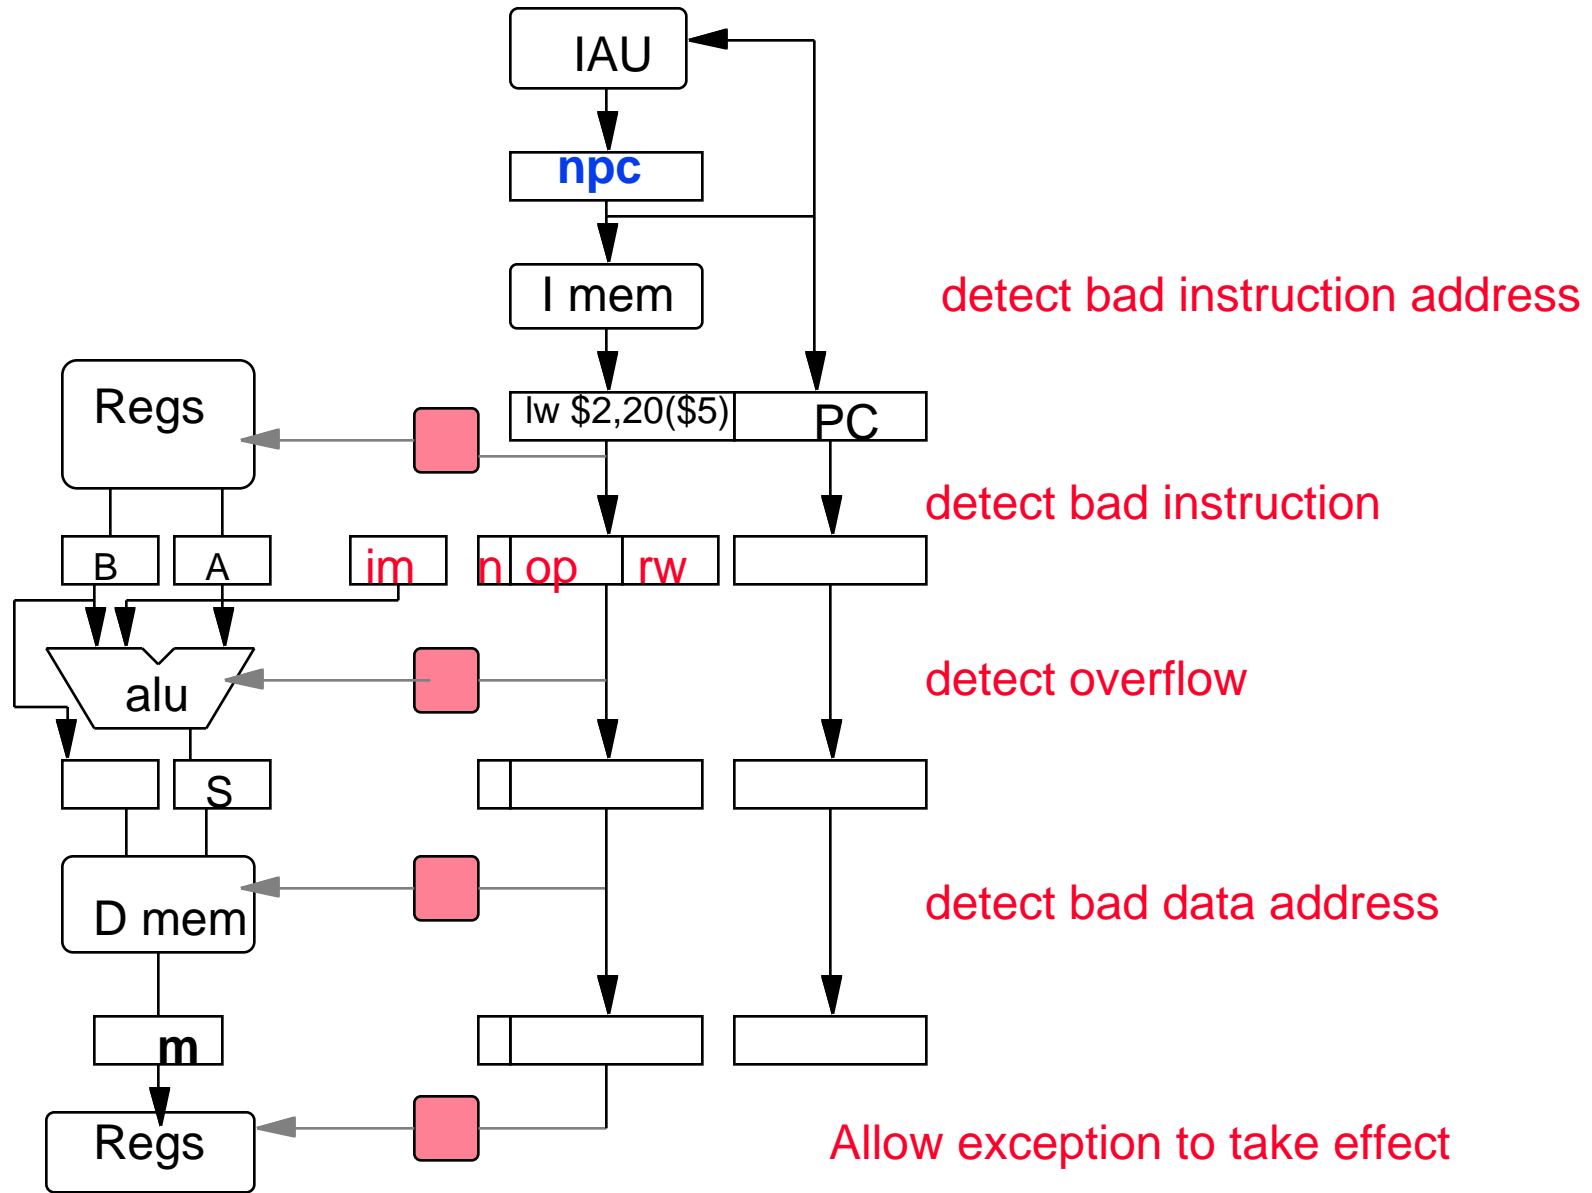 IAU
npc
I mem
detect bad instruction address
Regs
lw $2,20($5)
PC
detect bad instruction
B
A
im
n
op
rw
alu
detect overflow
S
D mem
detect bad data address
m
Regs
Allow exception to take effect